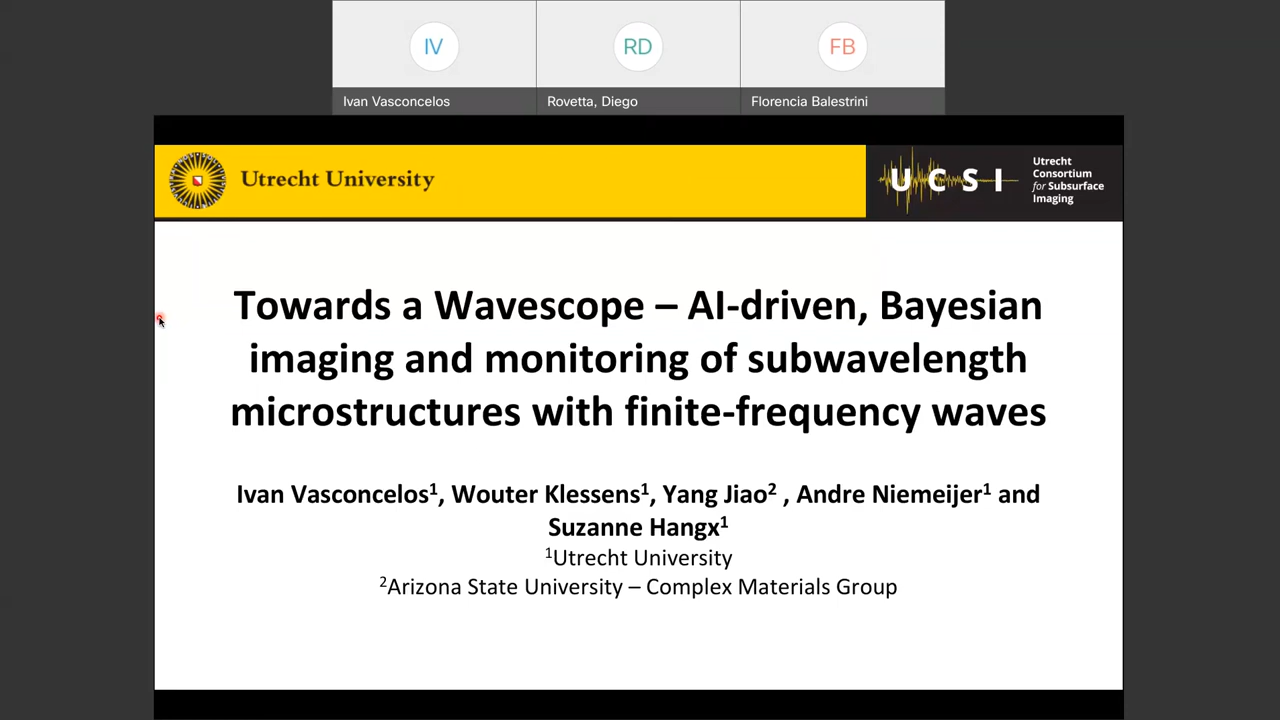 IV
RD
FB
Ivan Vasconcelos
Rovetta, Diego
Florencia Balestrini
Utrecht University
UCSI
Utrecht
Consortium
for Subsurface
Imaging
Towards a Wavescope – AI-driven, Bayesian
imaging and monitoring of subwavelength
microstructures with finite-frequency waves
Ivan Vasconcelos¹, Wouter Klessens¹, Yang Jiao² , Andre Niemeijer¹ and
Suzanne Hangx¹
¹Utrecht University
²Arizona State University – Complex Materials Group